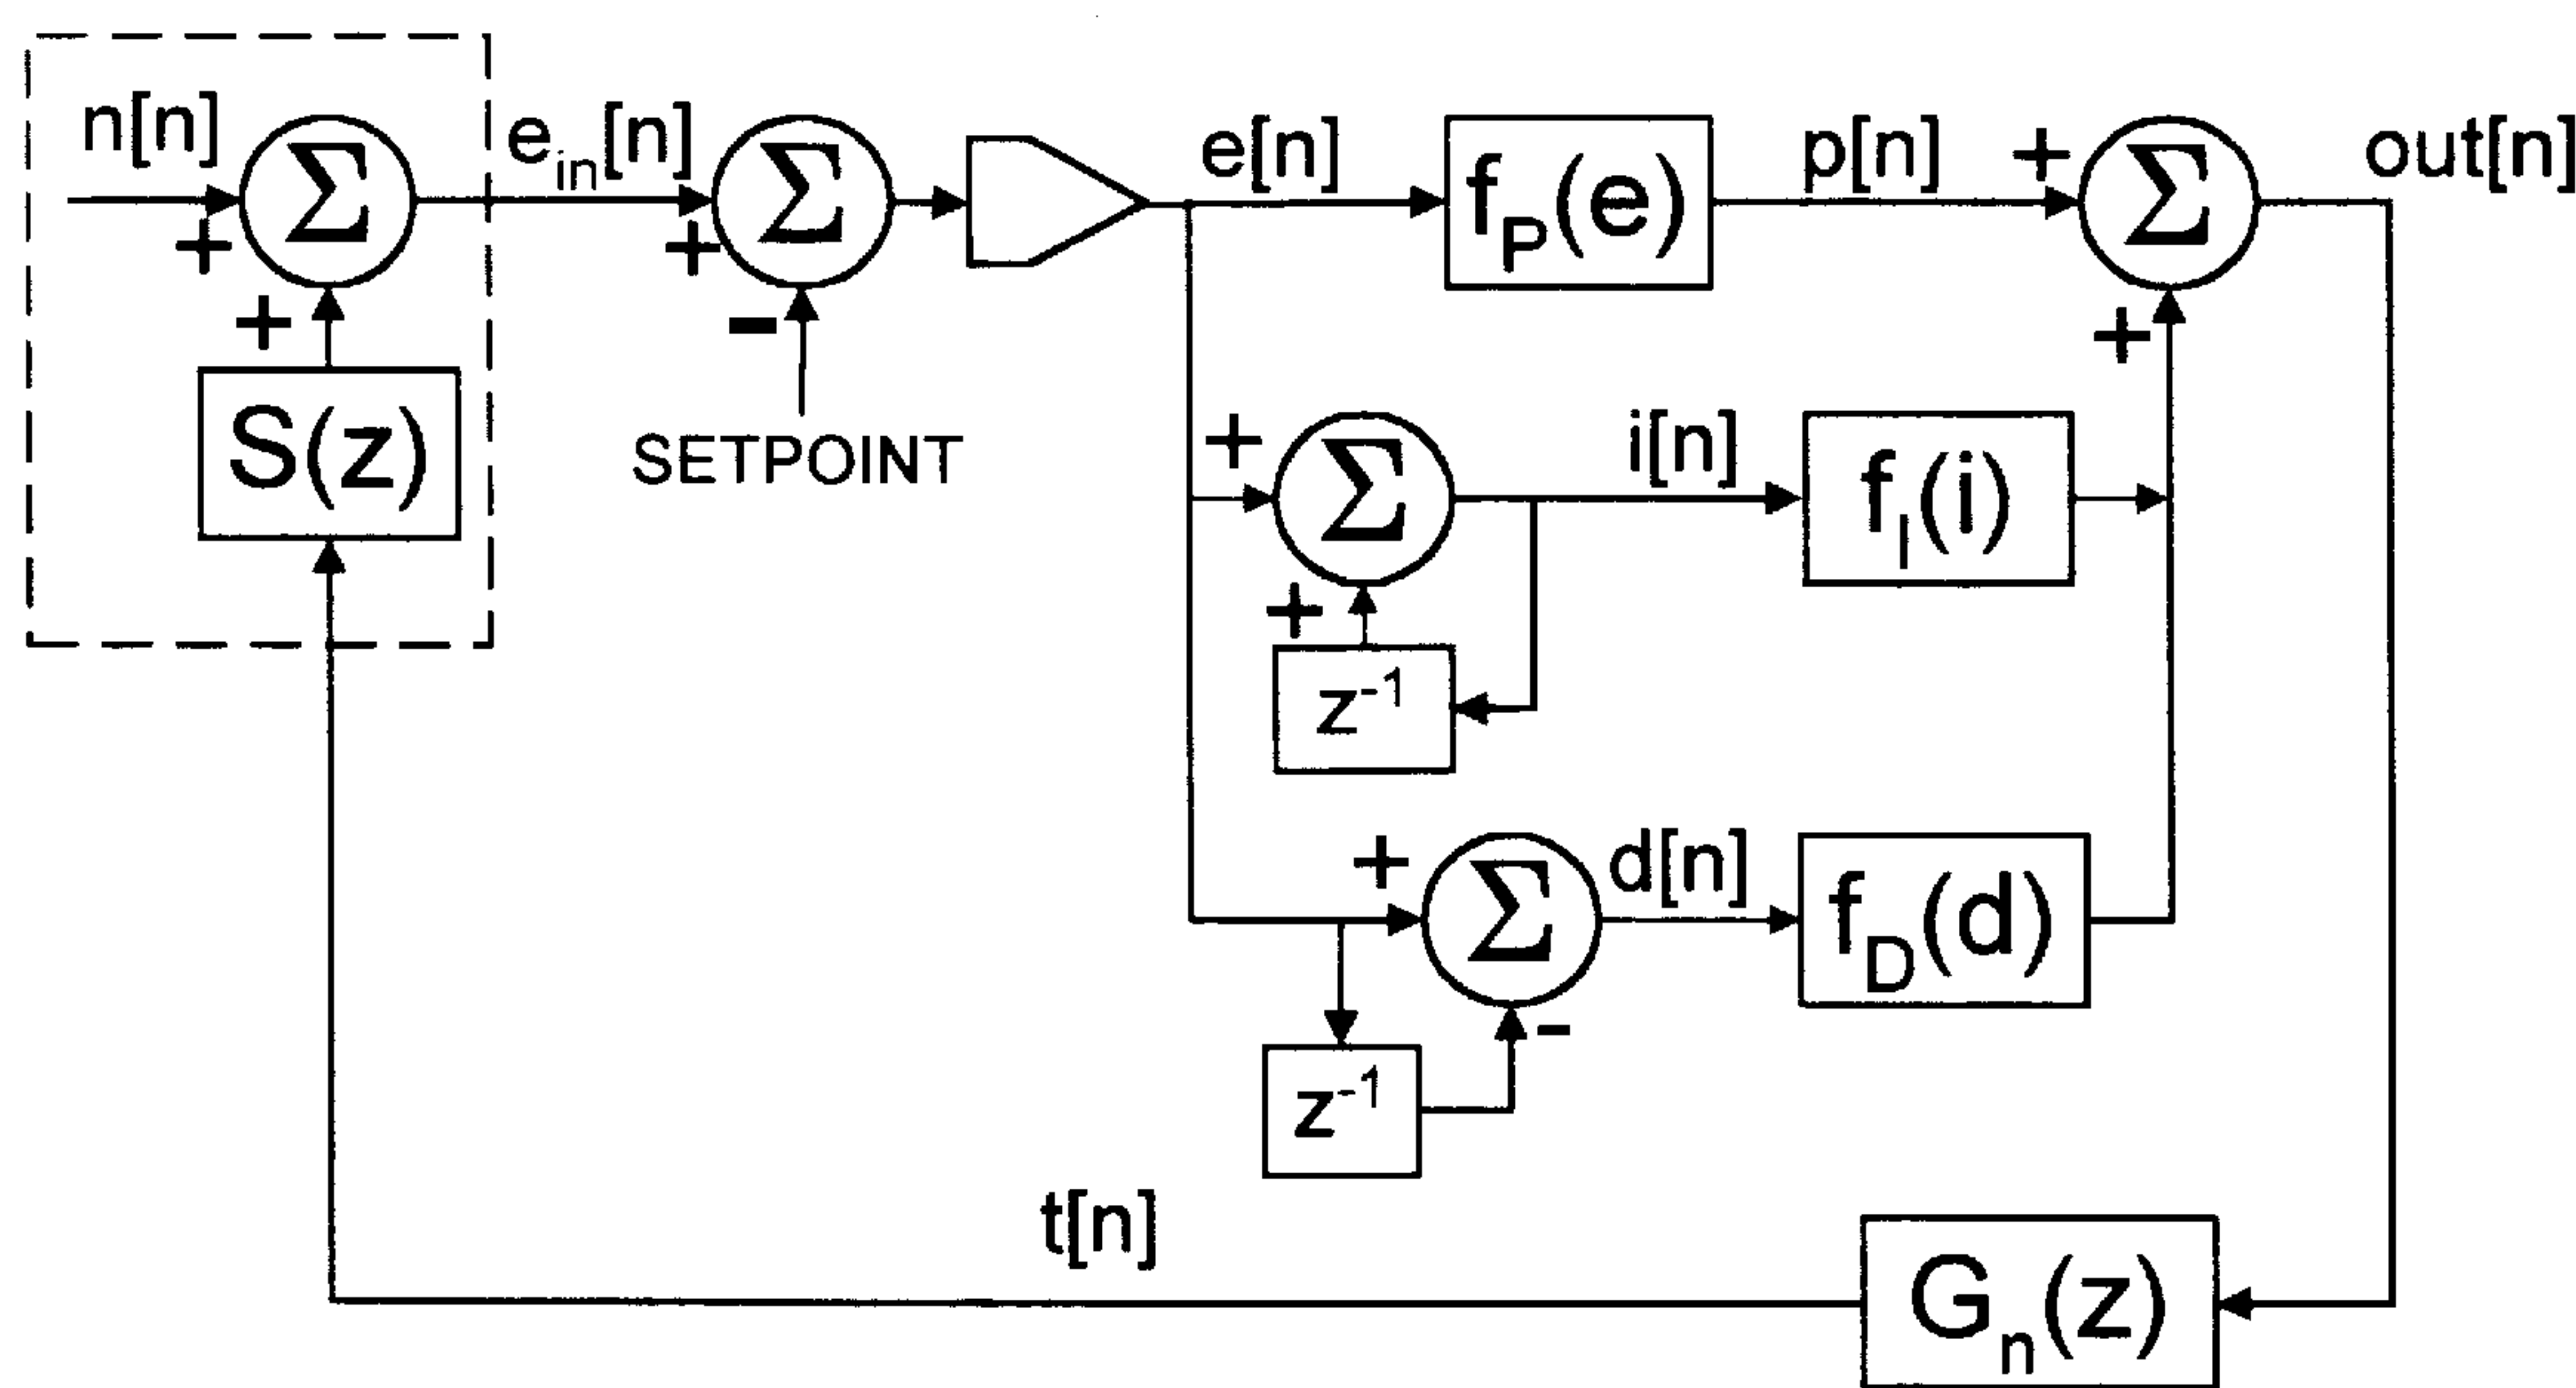 n[n]
Σ
+
+
S(z)
e_in[n]
Σ
+
-
SETPOINT
e[n]
f_P(e)
p[n]
+
Σ
+
out[n]
+
Σ
+
i[n]
f_I(i)
z⁻¹
+
Σ
-
d[n]
f_D(d)
z⁻¹
t[n]
G_n(z)